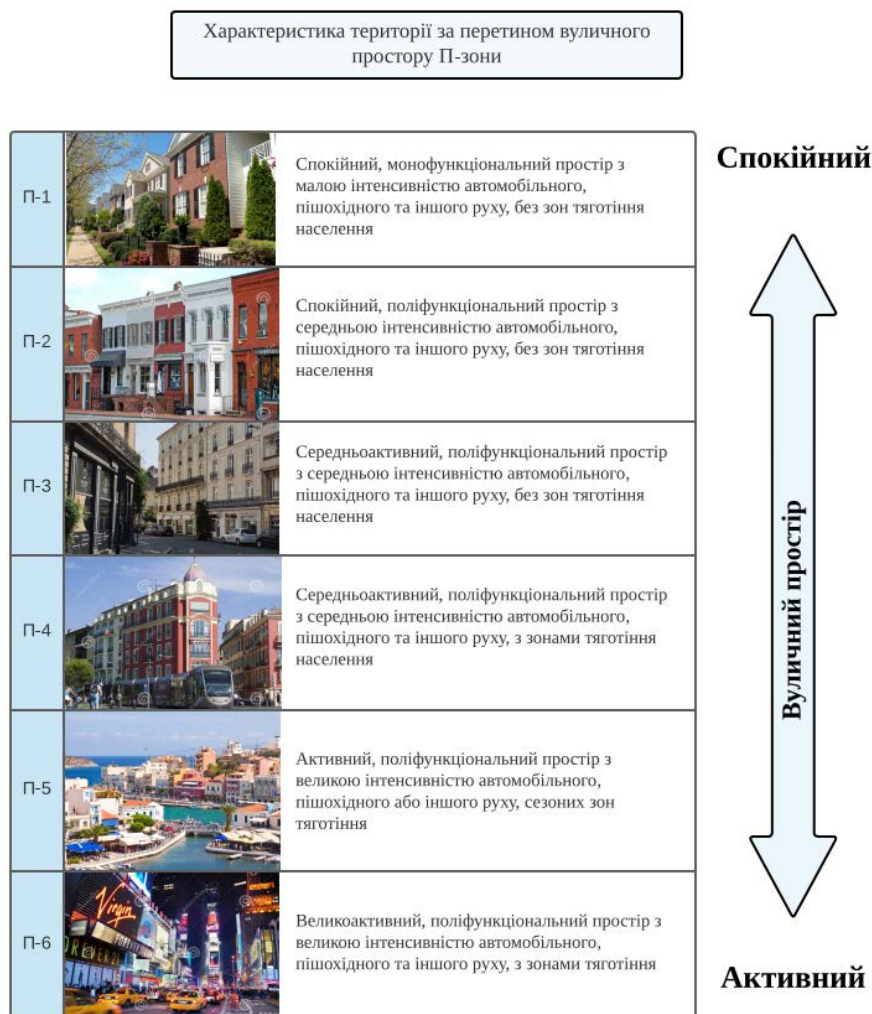 Характеристика території за перетином вуличного
простору П-зони
Спокійний
П-1
Спокійний, монофункціональний простір з
малою інтенсивністю автомобільного,
пішохідного та іншого руху, без зон тяготіння
населення
П-2
Спокійний, поліфункціональний простір з
середньою інтенсивністю автомобільного,
пішохідного та іншого руху, без зон тяготіння
населення
П-3
Середньоактивний, поліфункціональний простір
з середньою інтенсивністю автомобільного,
пішохідного та іншого руху, без зон тяготіння
населення
П-4
Середньоактивний, поліфункціональний простір
з середньою інтенсивністю автомобільного,
пішохідного та іншого руху, з зонами тяготіння
населення
Вуличний простір
П-5
Активний, поліфункціональний простір з
великою інтенсивністю автомобільного,
пішохідного або іншого руху, сезоних зон
тяготіння
П-6
Virgin
FOREVER 21
Великоактивний, поліфункціональний простір з
великою інтенсивністю автомобільного,
пішохідного та іншого руху, з зонами тяготіння
Активний